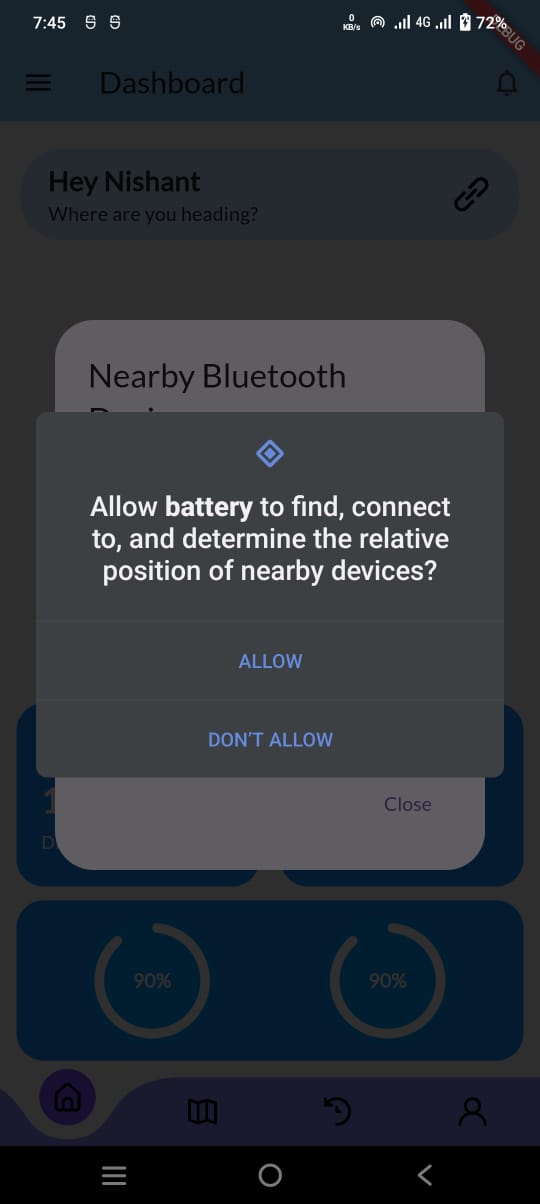 7:45
0
KB/s
4G
72%
DEBUG
Dashboard
Hey Nishant
Where are you heading?
Nearby Bluetooth
Allow battery to find, connect
to, and determine the relative
position of nearby devices?
ALLOW
DON'T ALLOW
1
D
Close
90%
90%